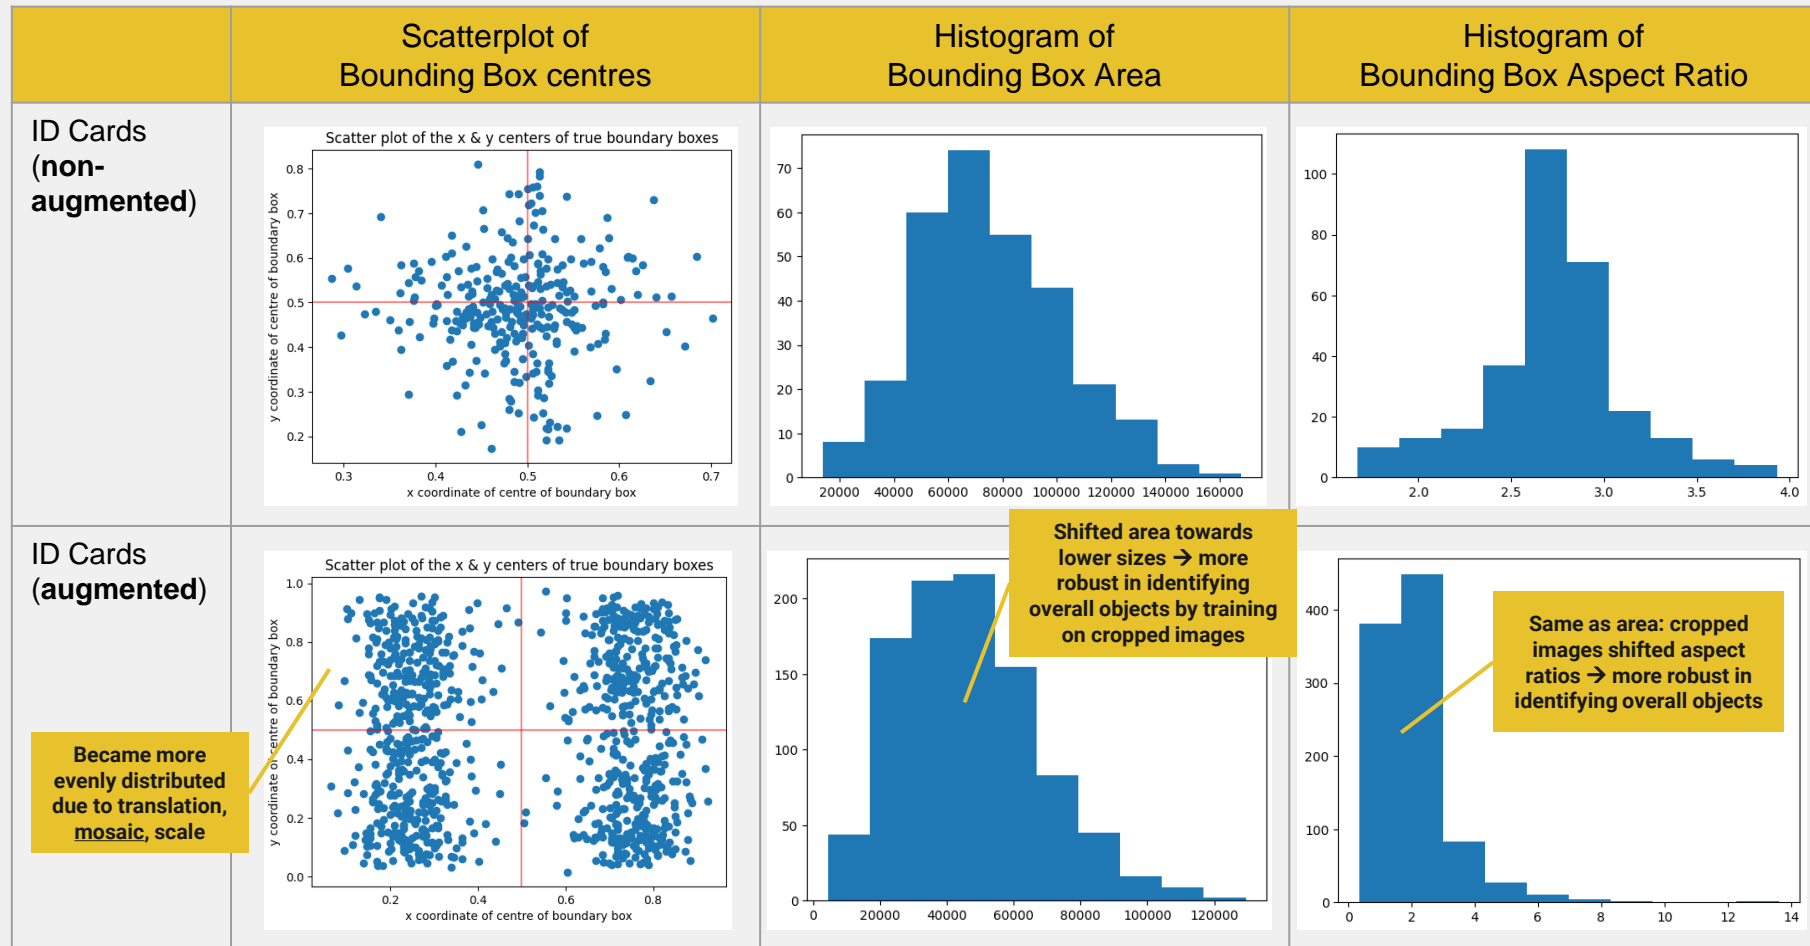 Scatterplot of
Bounding Box centres
Histogram of
Bounding Box Area
Histogram of
Bounding Box Aspect Ratio
ID Cards
(non-
augmented)
Scatter plot of the x & y centers of true boundary boxes
y coordinate of centre of boundary box
0.8
0.7
0.6
0.5
0.4
0.3
0.2
0.3 0.4 0.5 0.6 0.7
x coordinate of centre of boundary box
70
60
50
40
30
20
10
0
20000 40000 60000 80000 100000 120000 140000 160000
100
80
60
40
20
0
2.0 2.5 3.0 3.5 4.0
ID Cards
(augmented)
Became more
evenly distributed
due to translation,
mosaic, scale
Scatter plot of the x & y centers of true boundary boxes
y coordinate of centre of boundary box
1.0
0.8
0.6
0.4
0.2
0.0
0.2 0.4 0.6 0.8
x coordinate of centre of boundary box
Shifted area towards
lower sizes → more
robust in identifying
overall objects by training
on cropped images
200
150
100
50
0
0 20000 40000 60000 80000 100000 120000
Same as area: cropped
images shifted aspect
ratios → more robust in
identifying overall objects
400
300
200
100
0
0 2 4 6 8 10 12 14